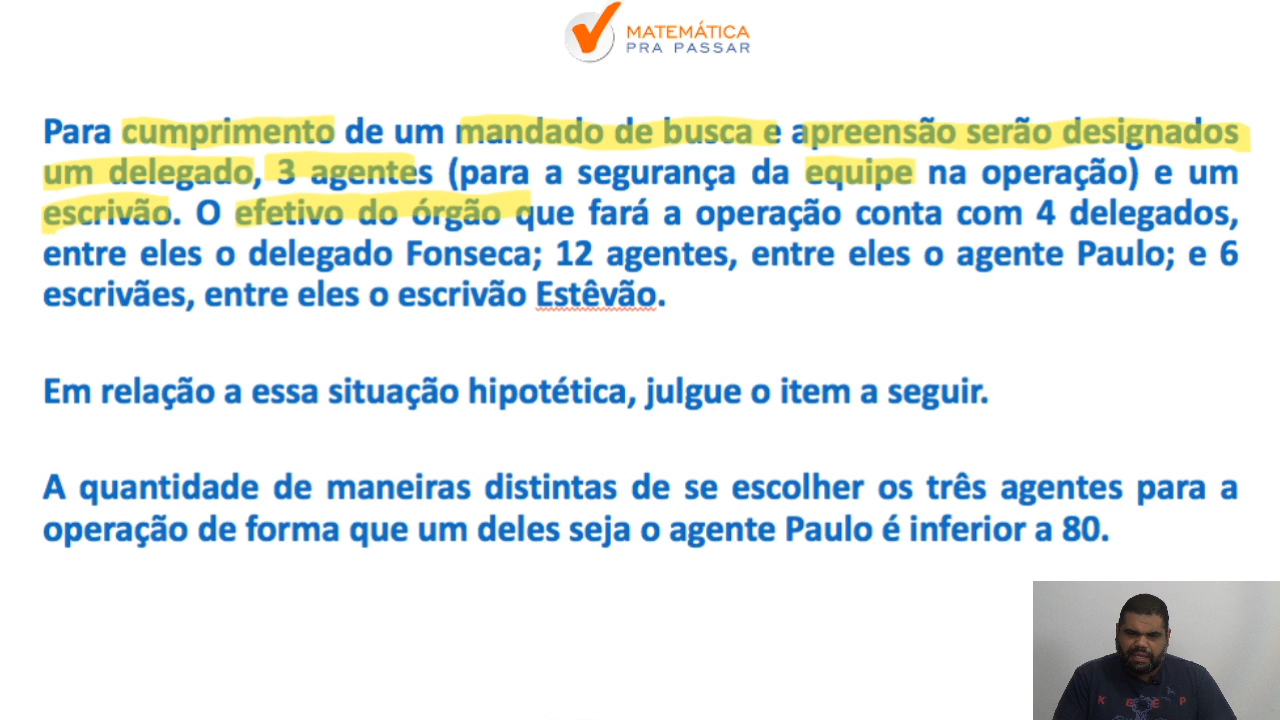 MATEMÁTICA
PRA PASSAR
Para cumprimento de um mandado de busca e apreensão serão designados
um delegado, 3 agentes (para a segurança da equipe na operação) e um
escrivão. O efetivo do órgão que fará a operação conta com 4 delegados,
entre eles o delegado Fonseca; 12 agentes, entre eles o agente Paulo; e 6
escrivães, entre eles o escrivão Estêvão.
Em relação a essa situação hipotética, julgue o item a seguir.
A quantidade de maneiras distintas de se escolher os três agentes para a
operação de forma que um deles seja o agente Paulo é inferior a 80.
K E E P